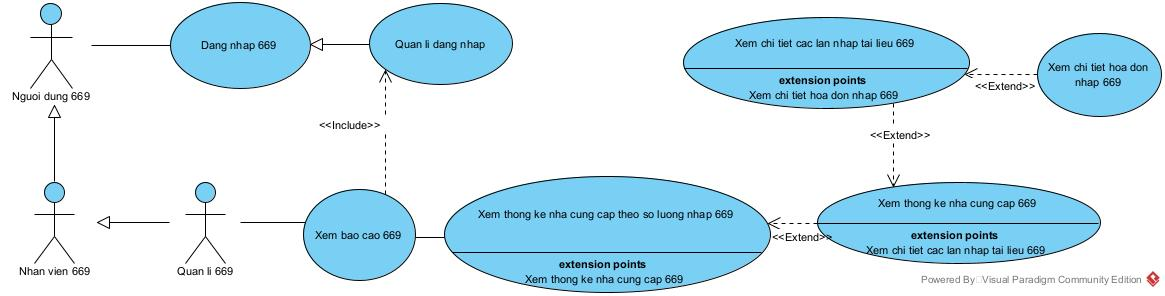 Nguoi dung 669
Dang nhap 669
Quan li dang nhap
Xem chi tiet cac lan nhap tai lieu 669
extension points
Xem chi tiet hoa don nhap 669
<<Extend>>
Xem chi tiet hoa don
nhap 669
<<Include>>
<<Extend>>
Nhan vien 669
Quan li 669
Xem bao cao 669
Xem thong ke nha cung cap theo so luong nhap 669
extension points
Xem thong ke nha cung cap 669
<<Extend>>
Xem thong ke nha cung cap 669
extension points
Xem chi tiet cac lan nhap tai lieu 669
Powered By Visual Paradigm Community Edition